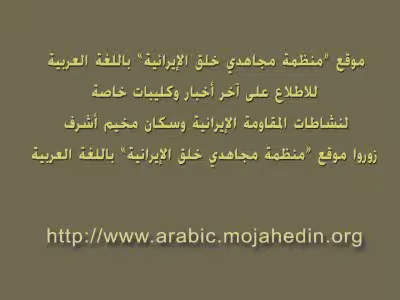 موقع "منظمة مجاهدي خلق الإيرانية" باللغة العربية
للاطلاع على آخر أخبار وكليبات خاصة
لنشاطات المقاومة الإيرانية وسكان مخيم أشرف
زوروا موقع "منظمة مجاهدي خلق الإيرانية" باللغة العربية
http://www.arabic.mojahedin.org